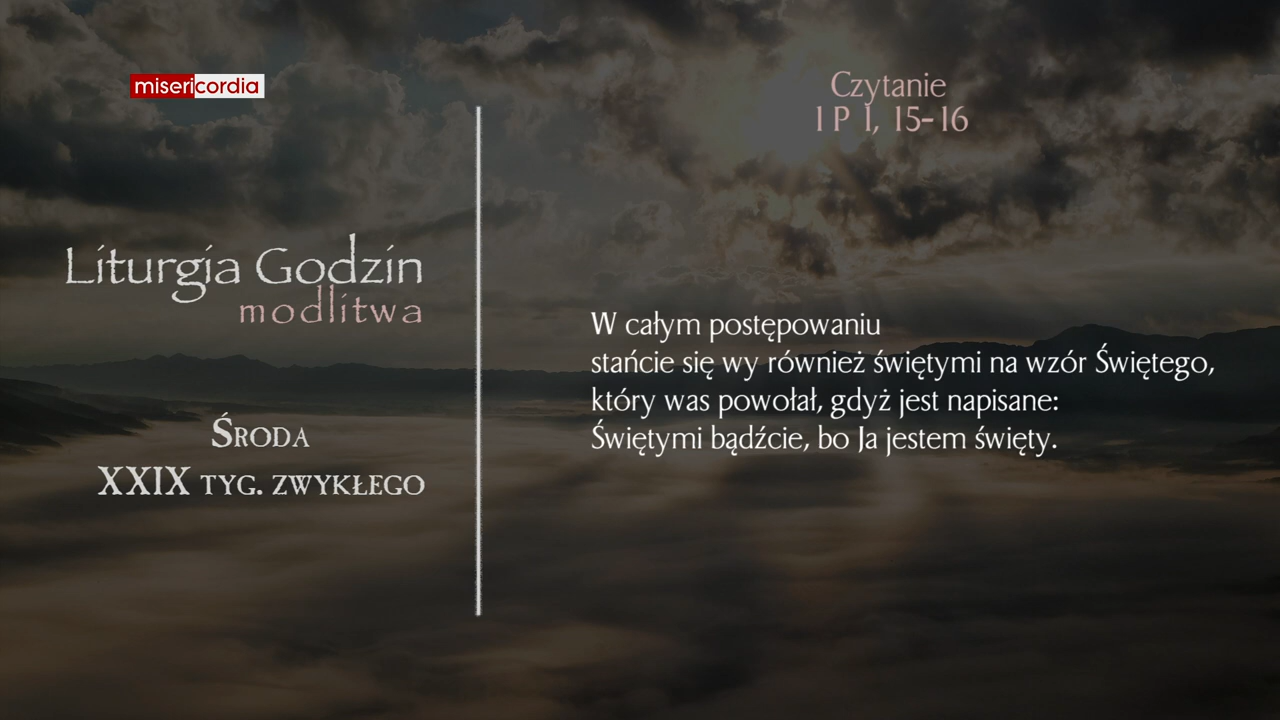 misericordia
Liturgia Godzin
modlitwa
Środa
XXIX tyg. zwykłego
Czytanie
1 P 1, 15-16
W całym postępowaniu
stańcie się wy również świętymi na wzór Świętego,
który was powołał, gdyż jest napisane:
Świętymi bądźcie, bo Ja jestem święty.